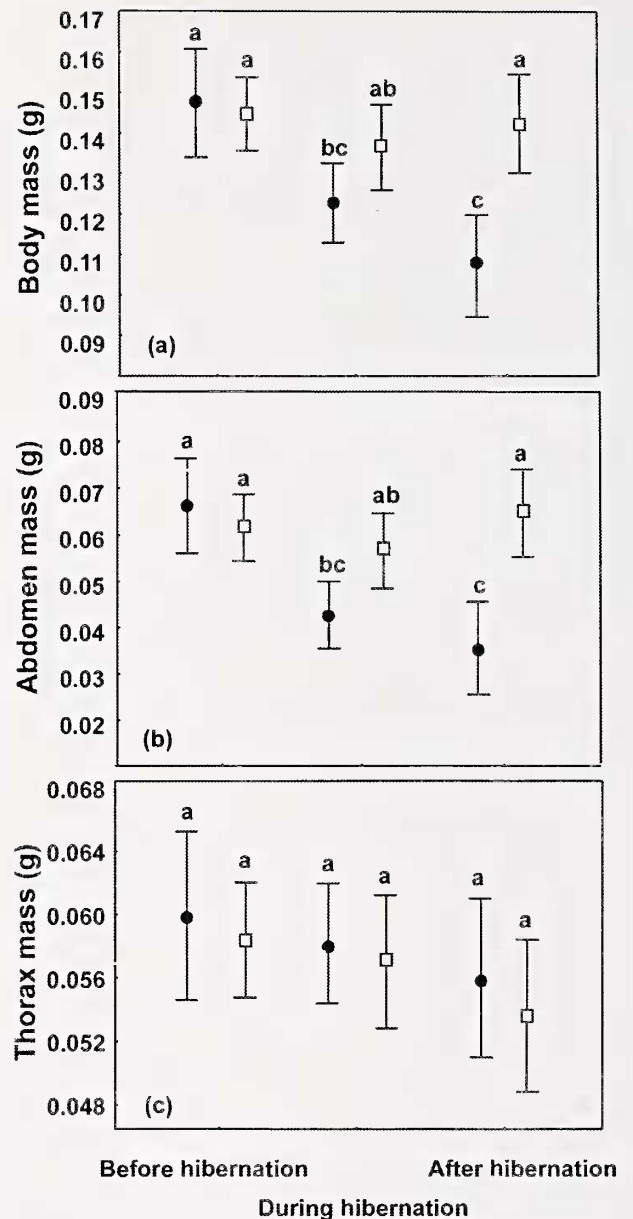 0.17
a
a
0.16
a
ab
0.15
bc
0.14
c
0.13
0.12
0.11
0.10
0.09
Body mass (g)
(a)
0.09
a
0.08
a
a
ab
0.07
bc
0.06
c
0.05
0.04
0.03
0.02
Abdomen mass (g)
(b)
0.068
a
a
a
a
a
a
0.064
0.060
0.056
0.052
0.048
Thorax mass (g)
(c)
Before hibernation
After hibernation
During hibernation